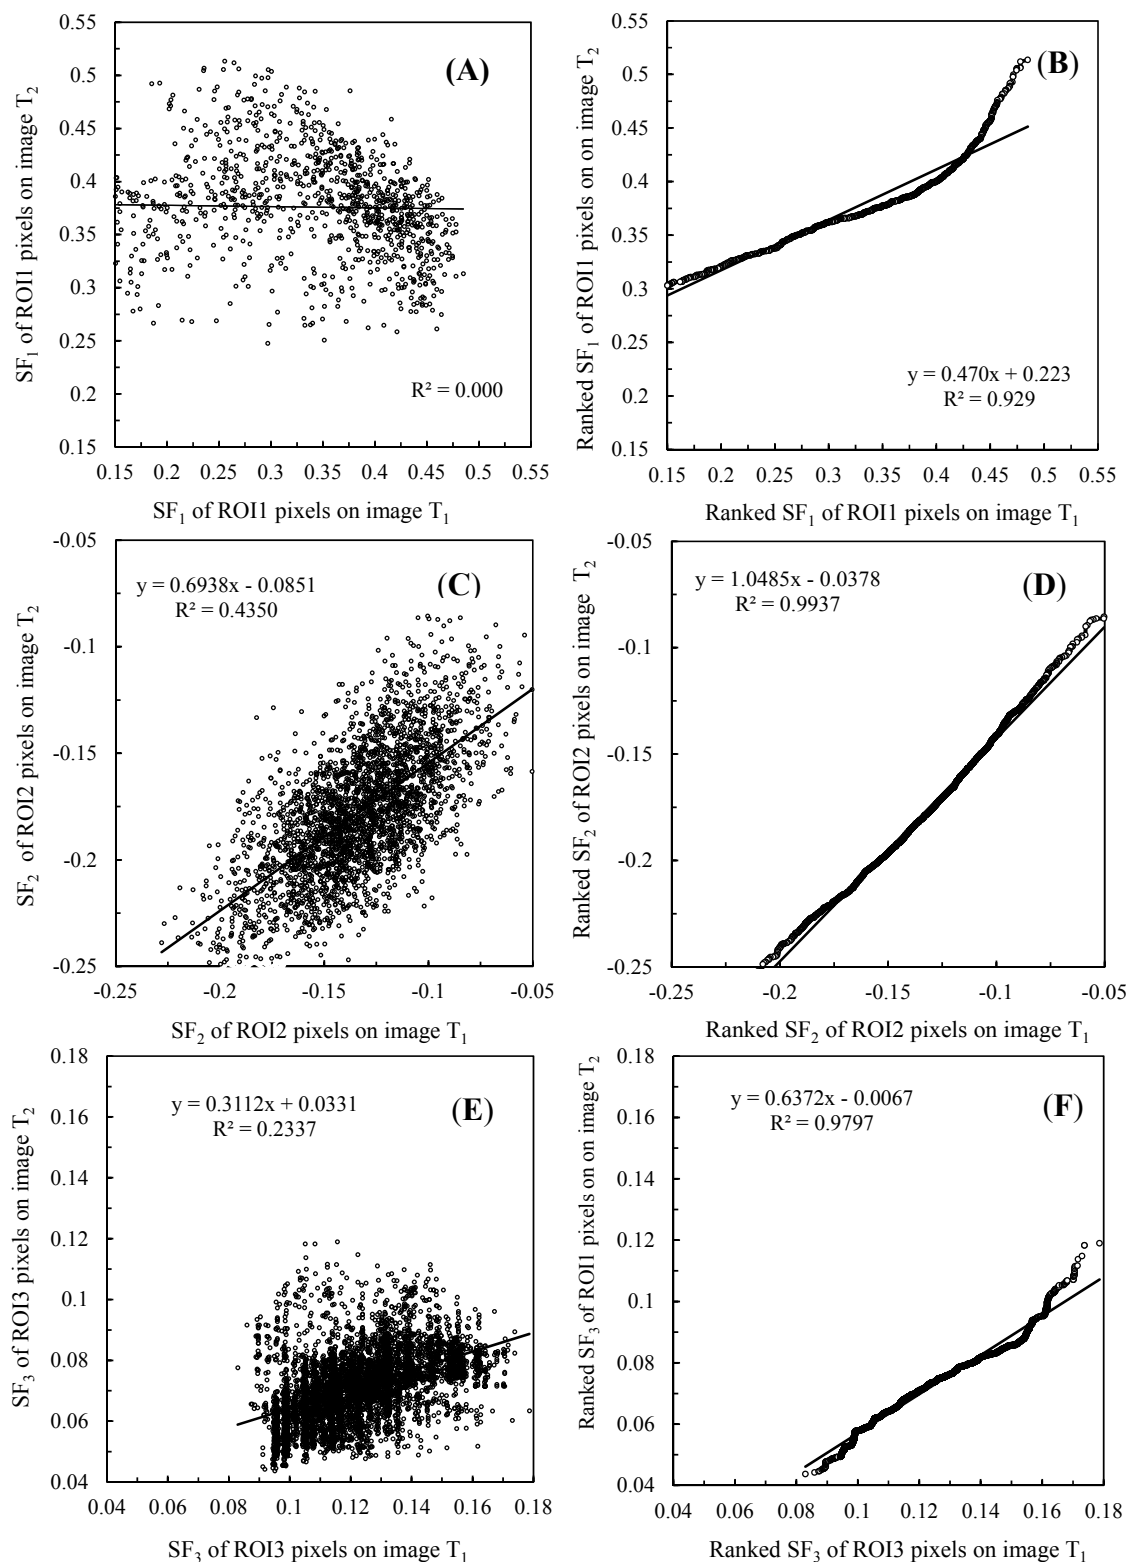 (A)
SF₁ of ROI1 pixels on image T₂
0.55
0.5
0.45
0.4
0.35
0.3
0.25
0.2
0.15
R² = 0.000
0.15 0.2 0.25 0.3 0.35 0.4 0.45 0.5 0.55
SF₁ of ROI1 pixels on image T₁
(B)
Ranked SF₁ of ROI1 pixels on on image T₂
0.55
0.5
0.45
0.4
0.35
0.3
0.25
0.2
0.15
y = 0.470x + 0.223
R² = 0.929
0.15 0.2 0.25 0.3 0.35 0.4 0.45 0.5 0.55
Ranked SF₁ of ROI1 pixels on image T₁
(C)
y = 0.6938x - 0.0851
R² = 0.4350
SF₂ of ROI2 pixels on image T₂
-0.05
-0.1
-0.15
-0.2
-0.25
-0.25 -0.2 -0.15 -0.1 -0.05
SF₂ of ROI2 pixels on image T₁
(D)
y = 1.0485x - 0.0378
R² = 0.9937
Ranked SF₂ of ROI2 pixels on image T₂
-0.05
-0.1
-0.15
-0.2
-0.25
-0.25 -0.2 -0.15 -0.1 -0.05
Ranked SF₂ of ROI2 pixels on image T₁
(E)
y = 0.3112x + 0.0331
R² = 0.2337
SF₃ of ROI3 pixels on image T₂
0.18
0.16
0.14
0.12
0.1
0.08
0.06
0.04
0.04 0.06 0.08 0.1 0.12 0.14 0.16 0.18
SF₃ of ROI3 pixels on image T₁
(F)
y = 0.6372x - 0.0067
R² = 0.9797
Ranked SF₃ of ROI1 pixels on on image T₂
0.18
0.16
0.14
0.12
0.1
0.08
0.06
0.04
0.04 0.06 0.08 0.1 0.12 0.14 0.16 0.18
Ranked SF₃ of ROI3 pixels on image T₁